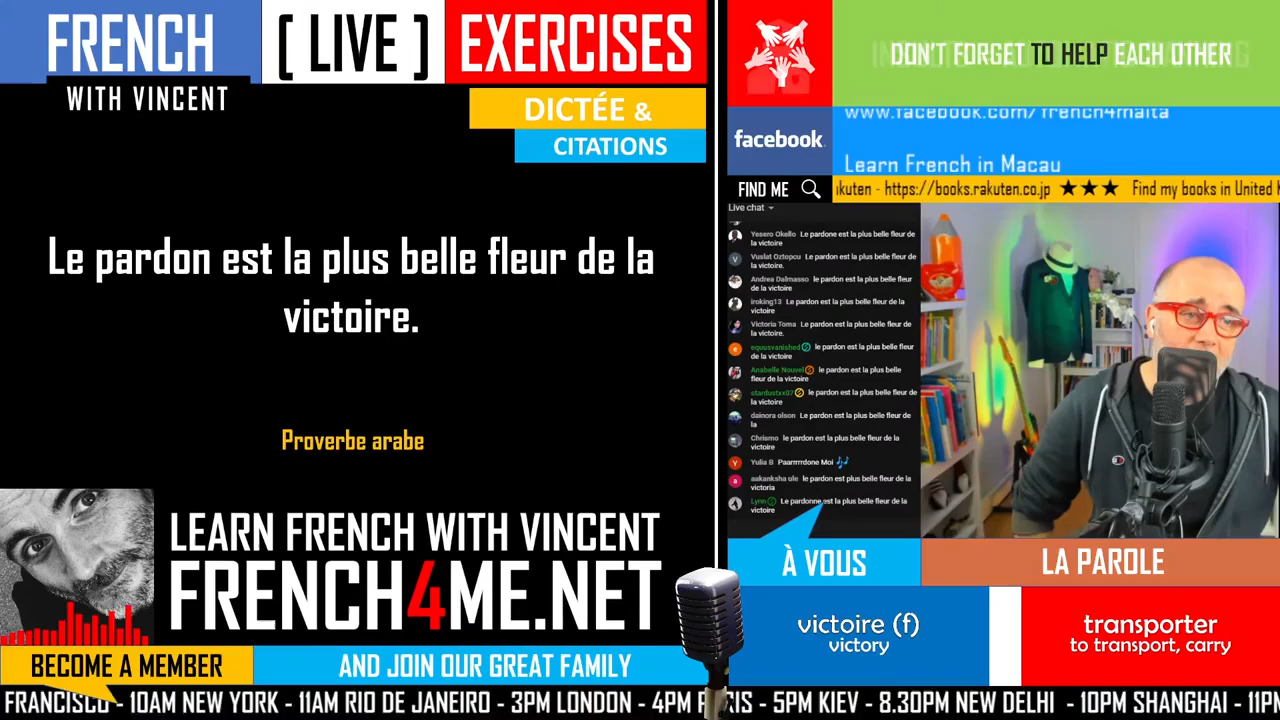 FRENCH
WITH VINCENT
[ LIVE ]
EXERCISES
DICTÉE &
CITATIONS
Le pardon est la plus belle fleur de la
victoire.
Proverbe arabe
LEARN FRENCH WITH VINCENT
FRENCH4ME.NET
BECOME A MEMBER
AND JOIN OUR GREAT FAMILY
DON'T FORGET TO HELP EACH OTHER
facebook.
www.facebook.com/french4malta
Learn French in Macau
FIND ME
kuten - https://books.rakuten.co.jp ★★★ Find my books in United K
Live chat
Yesero Okello Le pardone est la plus belle fleur de
la victoire
Vuslat Oztopcu Le pardon est la plus belle fleur de
la victoire.
Andrea Dalmasso Le pardon est la plus belle fleur
de la victoire
iroking13 Le pardon est la plus belle fleur de la
victoire
Victoria Toma Le pardon est la plus belle fleur de
la victoire.
equusvanished le pardon est la plus belle fleur
de la victoire
Anabelle Nouvel le pardon est la plus belle
fleur de la victoire
stardustxx07 Le pardon est la plus belle fleur de
la victoire
dainora olson Le pardon est la plus belle fleur de
la
Chrismo le pardon est la plus belle fleur de la
victoire
Yulia B Paarrrrrdone Moi 🎶
aakanksha ule le pardon est la plus belle fleur de la
victoria
Lynn Le pardonne est la plus belle fleur de la
victoire
À VOUS
LA PAROLE
victoire (f)
victory
transporter
to transport, carry
FRANCISCO - 10AM NEW YORK - 11AM RIO DE JANEIRO - 3PM LONDON - 4PM PARIS - 5PM KIEV - 8.30PM NEW DELHI - 10PM SHANGHAI - 11PM